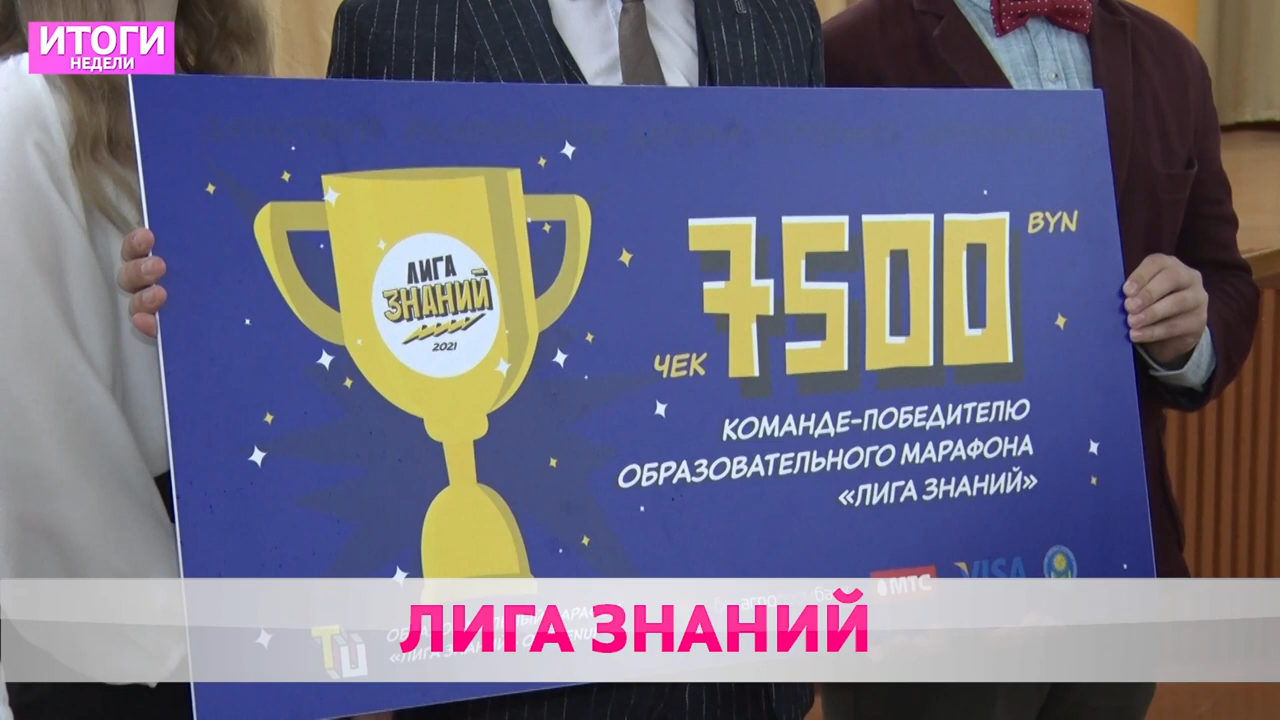 ИТОГИ
НЕДЕЛИ
ЛИГА
ЗНАНИЙ
2021
ЧЕК 7500 BYN
КОМАНДЕ-ПОБЕДИТЕЛЮ
ОБРАЗОВАТЕЛЬНОГО МАРАФОНА
«ЛИГА ЗНАНИЙ»
МТС VISA
ЛИГА ЗНАНИЙ